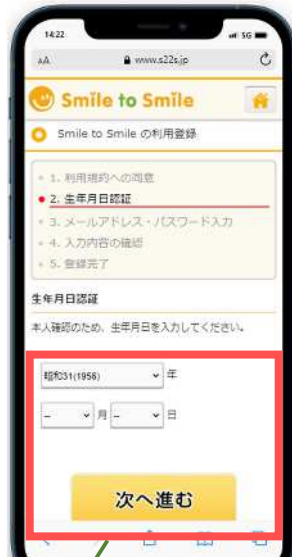 14:22
5G
AA
www.s22s.jp
Smile to Smile
Smile to Smile の利用登録
1. 利用規約への同意
2. 生年月日認証
3. メールアドレス・パスワード入力
4. 入力内容の確認
5. 登録完了
生年月日認証
本人確認のため、生年月日を入力してください。
昭和31(1956) 年
-- 月 -- 日
次へ進む